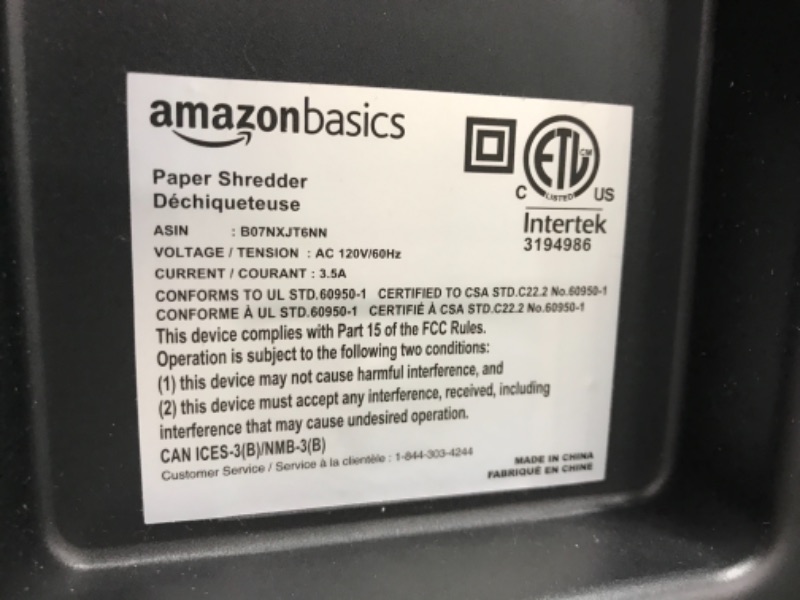 amazonbasics
ETL CM
C LISTED US
Intertek
3194986
Paper Shredder
Déchiqueteuse
ASIN : B07NXJT6NN
VOLTAGE / TENSION : AC 120V/60Hz
CURRENT / COURANT : 3.5A
CONFORMS TO UL STD.60950-1 CERTIFIED TO CSA STD.C22.2 No.60950-1
CONFORME À UL STD.60950-1 CERTIFIÉ À CSA STD.C22.2 No.60950-1
This device complies with Part 15 of the FCC Rules.
Operation is subject to the following two conditions:
(1) this device may not cause harmful interference, and
(2) this device must accept any interference, received, including
interference that may cause undesired operation.
CAN ICES-3(B)/NMB-3(B)
Customer Service / Service à la clientèle : 1-844-303-4244
MADE IN CHINA
FABRIQUÉ EN CHINE